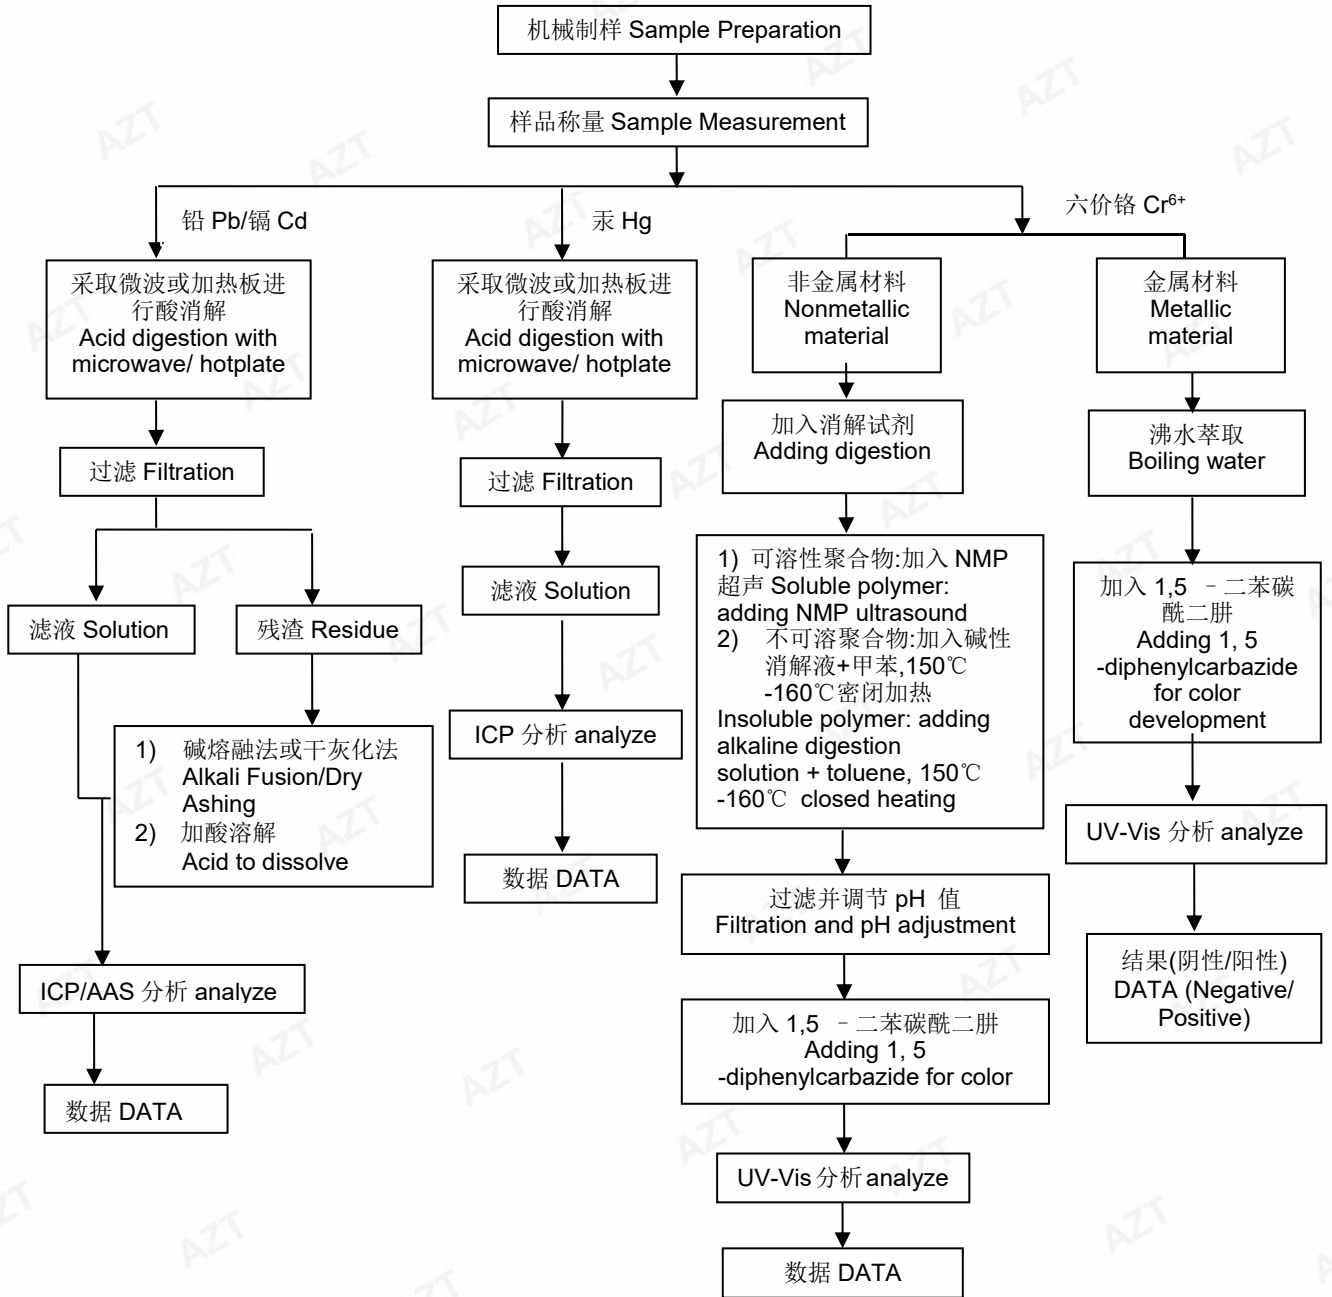 机械制样 Sample Preparation
样品称量 Sample Measurement
铅 Pb/镉 Cd
汞 Hg
六价铬 Cr⁶⁺
采取微波或加热板进
行酸消解
Acid digestion with
microwave/ hotplate
过滤 Filtration
滤液 Solution
残渣 Residue
1) 碱熔融法或干灰化法
Alkali Fusion/Dry
Ashing
2) 加酸溶解
Acid to dissolve
ICP/AAS 分析 analyze
数据 DATA
采取微波或加热板进
行酸消解
Acid digestion with
microwave/ hotplate
过滤 Filtration
滤液 Solution
ICP 分析 analyze
数据 DATA
非金属材料
Nonmetallic
material
加入消解试剂
Adding digestion
1) 可溶性聚合物:加入 NMP
超声 Soluble polymer:
adding NMP ultrasound
2) 不可溶聚合物:加入碱性
消解液+甲苯,150℃
-160℃密闭加热
Insoluble polymer: adding
alkaline digestion
solution + toluene, 150℃
-160℃ closed heating
过滤并调节 pH 值
Filtration and pH adjustment
加入 1,5 －二苯碳酰二肼
Adding 1, 5
-diphenylcarbazide for color
UV-Vis 分析 analyze
数据 DATA
金属材料
Metallic
material
沸水萃取
Boiling water
加入 1,5 －二苯碳
酰二肼
Adding 1, 5
-diphenylcarbazide
for color
development
UV-Vis 分析 analyze
结果(阴性/阳性)
DATA (Negative/
Positive)
AZT